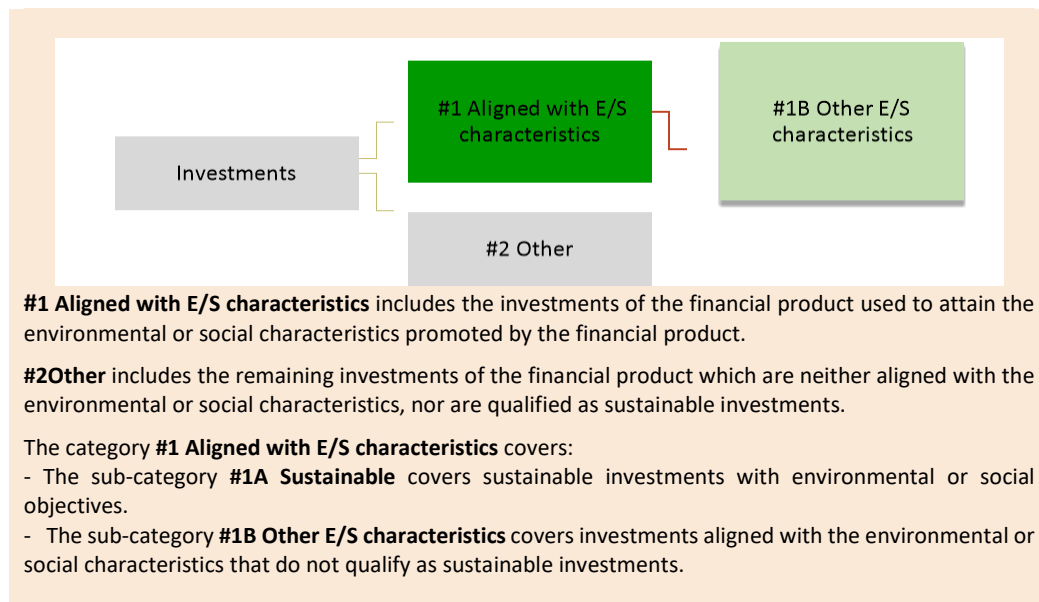 #1 Aligned with E/S
characteristics
#1B Other E/S
characteristics
Investments
#2 Other
#1 Aligned with E/S characteristics includes the investments of the financial product used to attain the
environmental or social characteristics promoted by the financial product.
#2Other includes the remaining investments of the financial product which are neither aligned with the
environmental or social characteristics, nor are qualified as sustainable investments.
The category #1 Aligned with E/S characteristics covers:
- The sub-category #1A Sustainable covers sustainable investments with environmental or social
objectives.
- The sub-category #1B Other E/S characteristics covers investments aligned with the environmental or
social characteristics that do not qualify as sustainable investments.